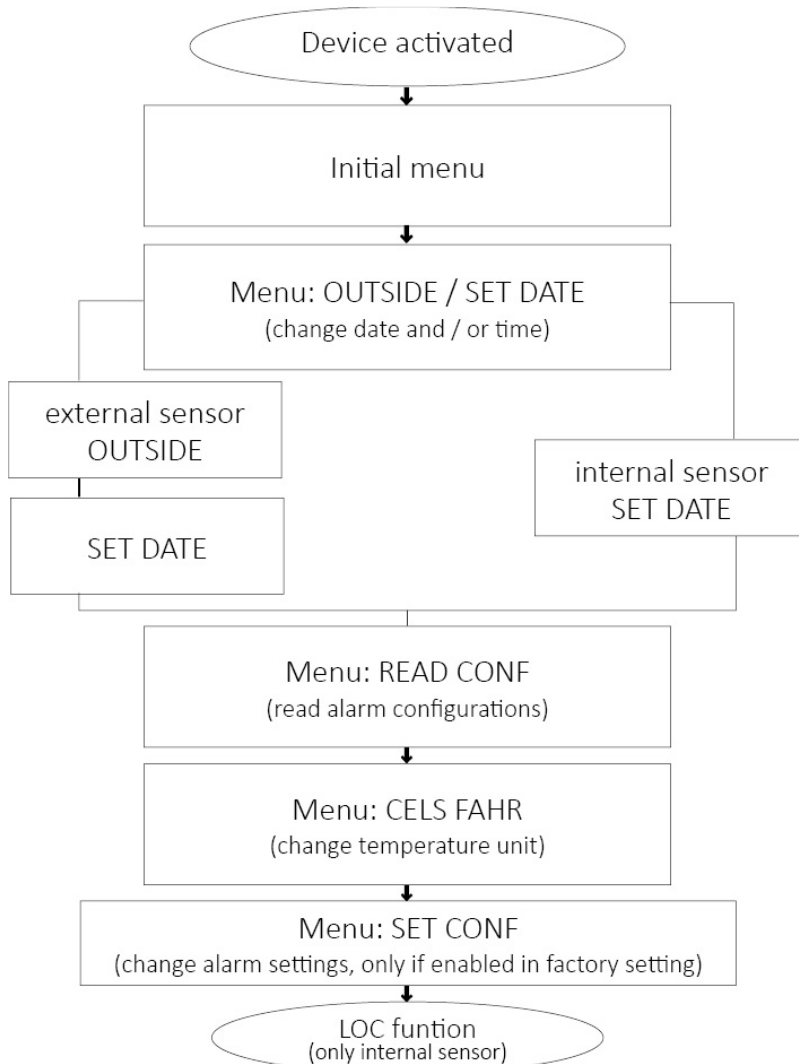 Device activated
Initial menu
Menu: OUTSIDE / SET DATE
(change date and / or time)
external sensor
OUTSIDE
SET DATE
internal sensor
SET DATE
Menu: READ CONF
(read alarm configurations)
Menu: CELS FAHR
(change temperature unit)
Menu: SET CONF
(change alarm settings, only if enabled in factory setting)
LOC funtion
(only internal sensor)